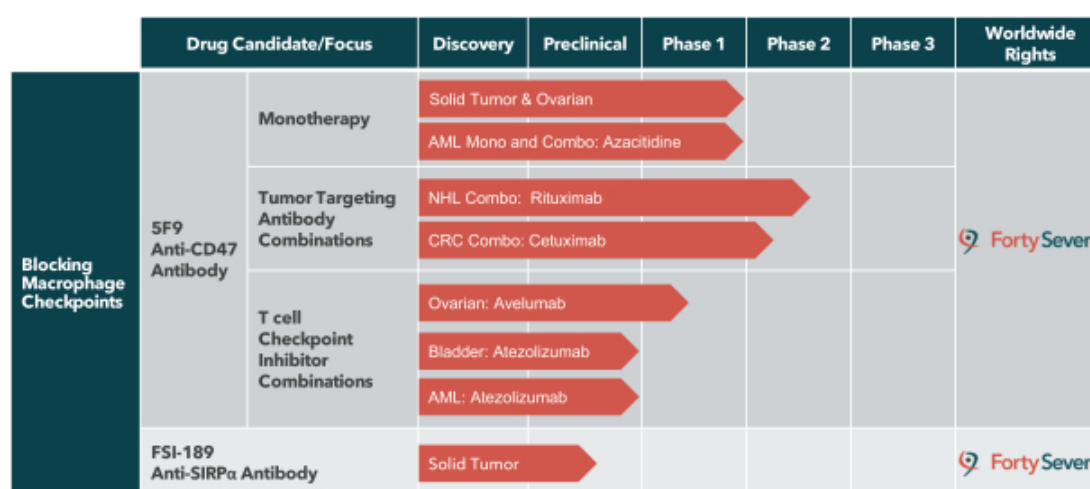 Drug Candidate/Focus
Discovery
Preclinical
Phase 1
Phase 2
Phase 3
Worldwide
Rights
Blocking
Macrophage
Checkpoints
5F9
Anti-CD47
Antibody
Monotherapy
Solid Tumor & Ovarian
AML Mono and Combo: Azacitidine
Tumor Targeting
Antibody
Combinations
NHL Combo: Rituximab
CRC Combo: Cetuximab
FortySeven
T cell
Checkpoint
Inhibitor
Combinations
Ovarian: Avelumab
Bladder: Atezolizumab
AML: Atezolizumab
FSI-189
Anti-SIRPα Antibody
Solid Tumor
FortySeven